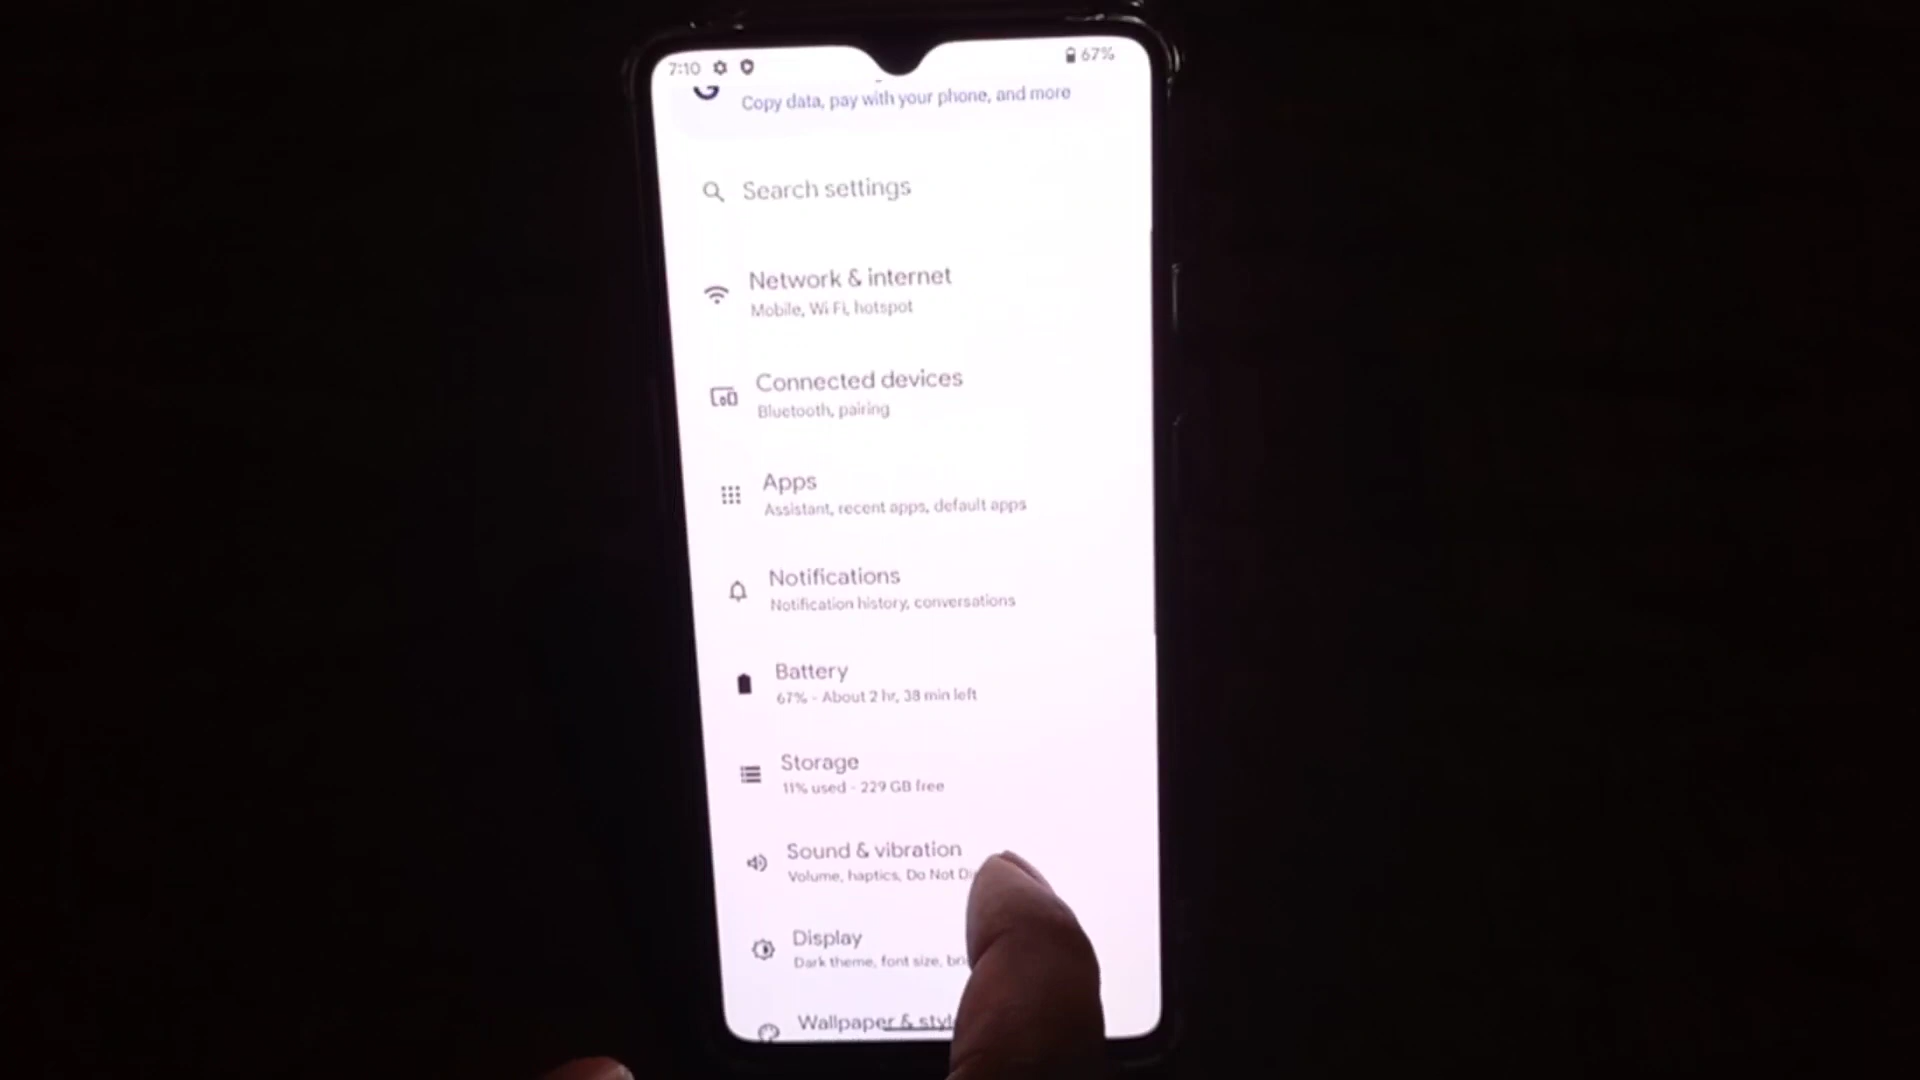 7:10 67%
Copy data, pay with your phone, and more
Search settings
Network & internet
Mobile, Wi Fi, hotspot
Connected devices
Bluetooth, pairing
Apps
Assistant, recent apps, default apps
Notifications
Notification history, conversations
Battery
67% - About 2 hr, 38 min left
Storage
11% used - 229 GB free
Sound & vibration
Volume, haptics, Do Not
Display
Dark theme, font size,
Wallpaper &